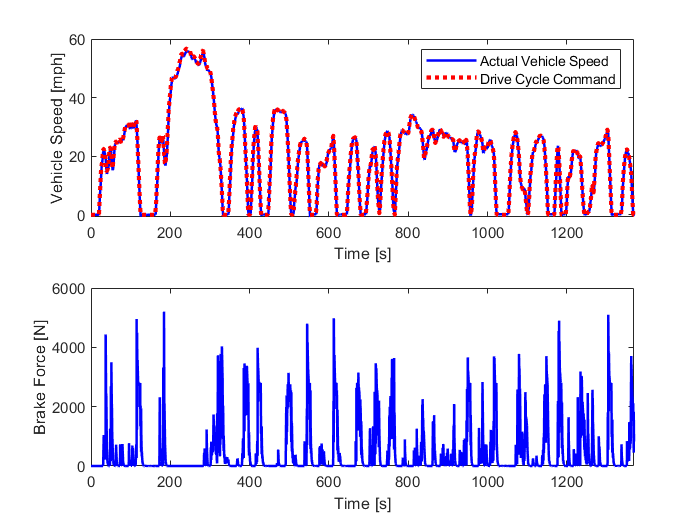 60
40
20
0
Vehicle Speed [mph]
Actual Vehicle Speed
Drive Cycle Command
0 200 400 600 800 1000 1200
Time [s]
6000
4000
2000
0
Brake Force [N]
0 200 400 600 800 1000 1200
Time [s]